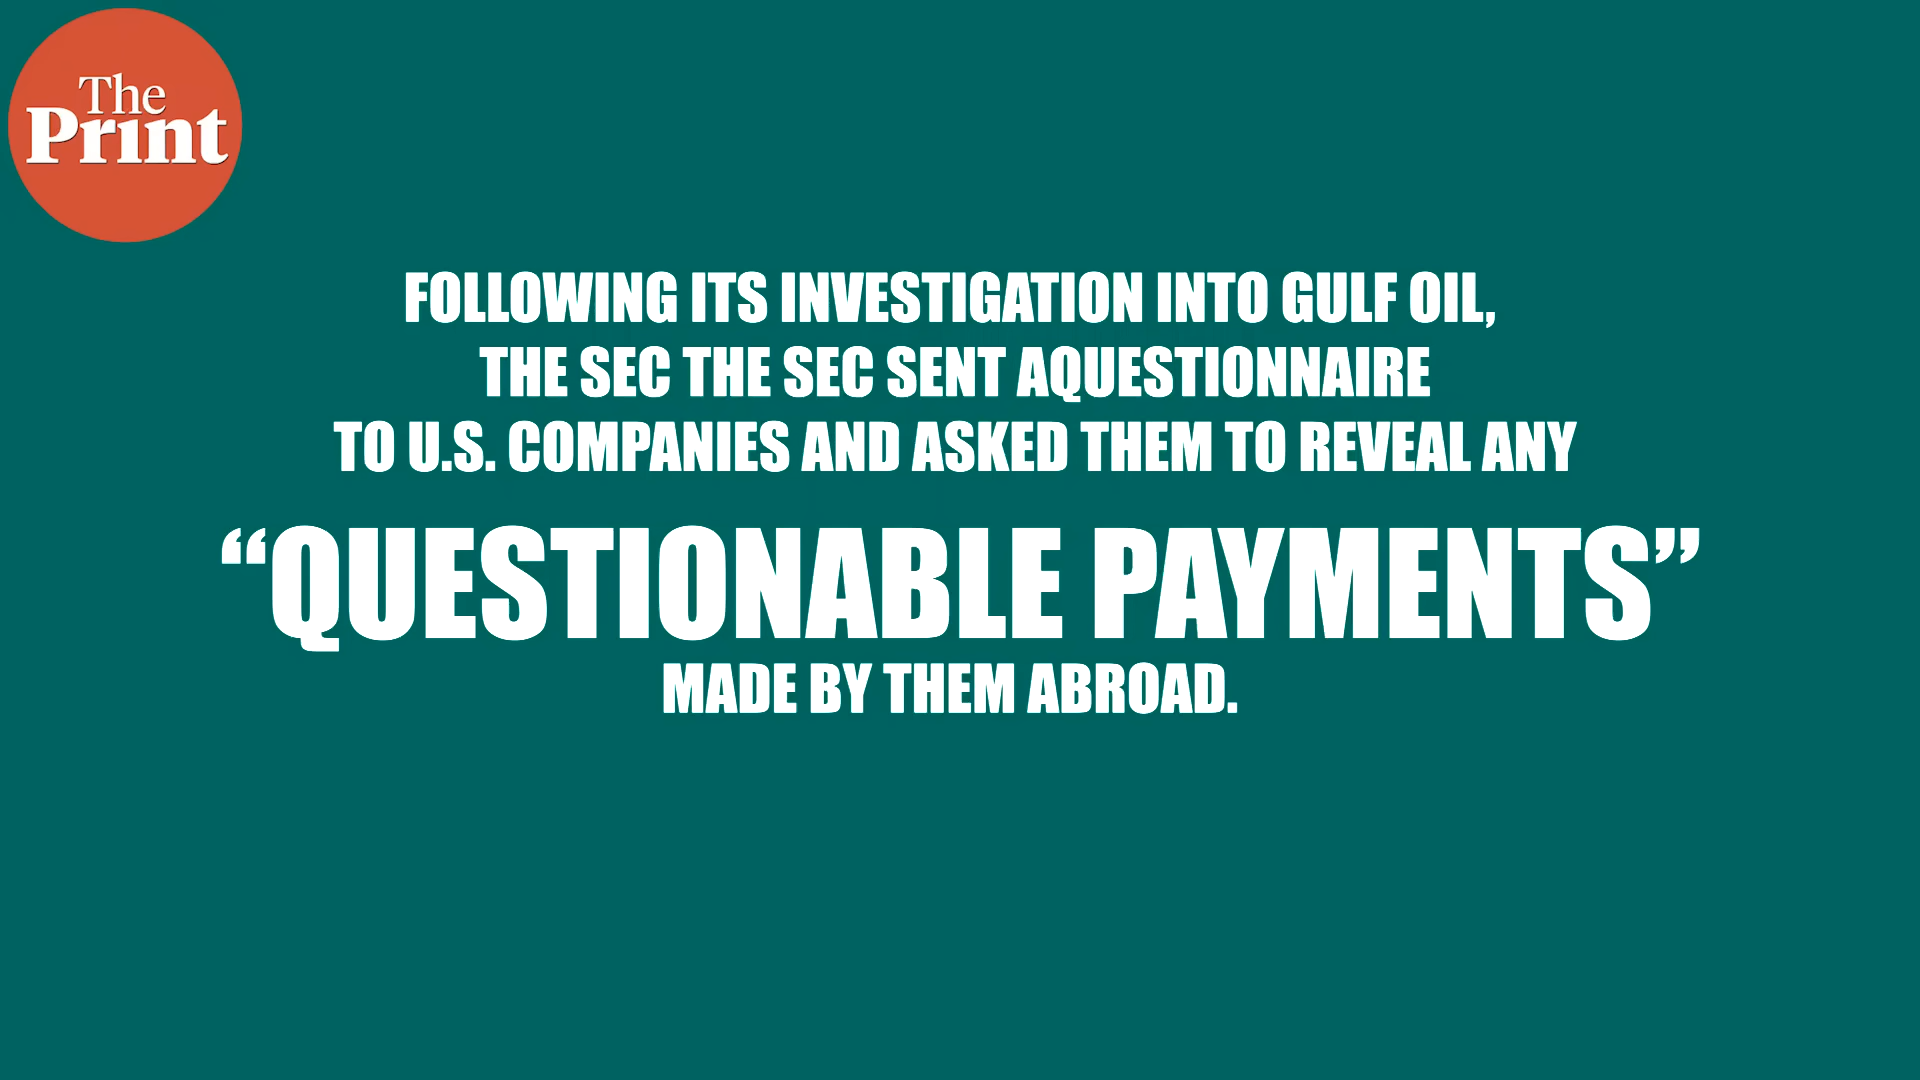 The
Print
FOLLOWING ITS INVESTIGATION INTO GULF OIL,
THE SEC THE SEC SENT AQUESTIONNAIRE
TO U.S. COMPANIES AND ASKED THEM TO REVEAL ANY
“QUESTIONABLE PAYMENTS”
MADE BY THEM ABROAD.